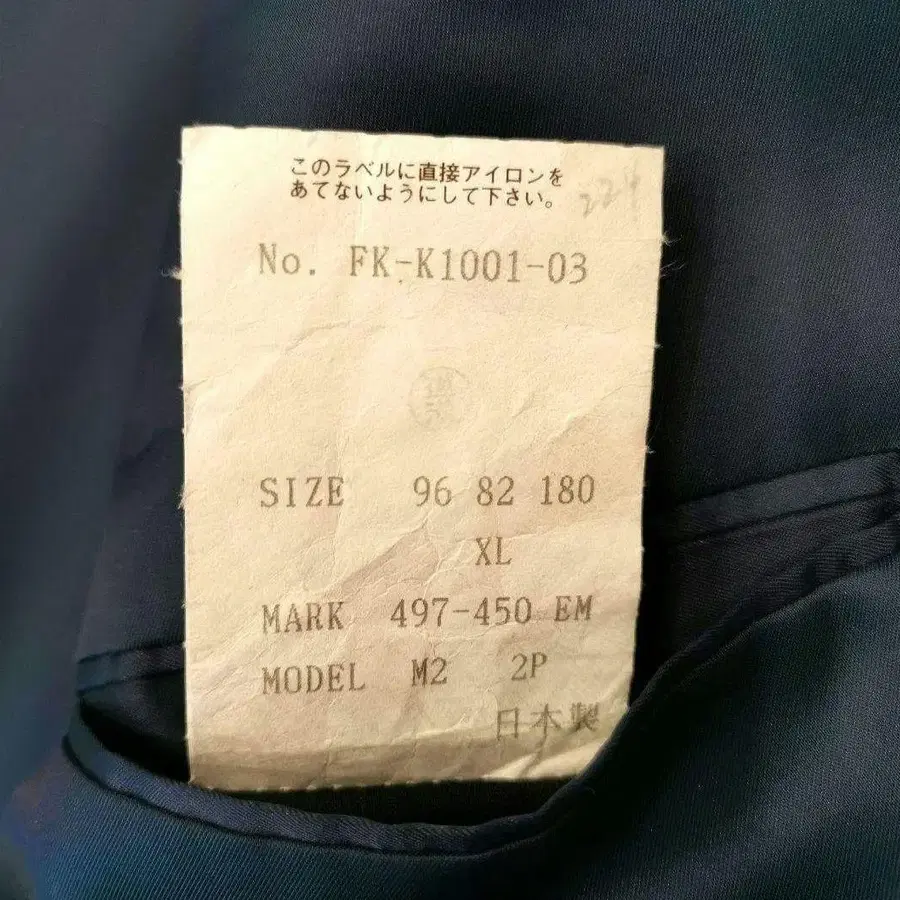 このラベルに直接アイロンを
あてないようにして下さい。
No. FK-K1001-03
SIZE 96 82 180
XL
MARK 497-450 EM
MODEL M2 2P
日本製